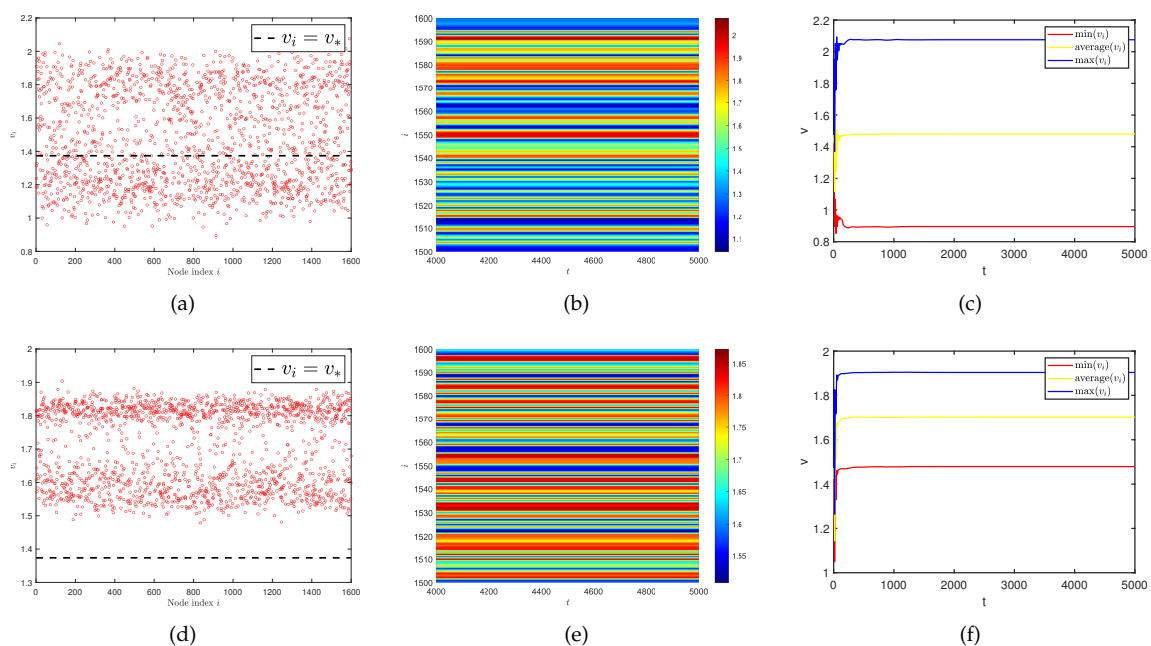 2.2
2
1.8
1.6
1.4
1.2
1
0.8
v_i
0 200 400 600 800 1000 1200 1400 1600
Node index i
v_i = v_*
(a)
1600
1590
1580
1570
1560
1550
1540
1530
1520
1510
1500
i
4000 4200 4400 4600 4800 5000
t
2
1.9
1.8
1.7
1.6
1.5
1.4
1.3
1.2
1.1
(b)
2.2
2
1.8
1.6
1.4
1.2
1
0.8
v
0 1000 2000 3000 4000 5000
t
min(v_i)
average(v_i)
max(v_i)
(c)
2
1.9
1.8
1.7
1.6
1.5
1.4
1.3
v_i
0 200 400 600 800 1000 1200 1400 1600
Node index i
v_i = v_*
(d)
1600
1590
1580
1570
1560
1550
1540
1530
1520
1510
1500
i
4000 4200 4400 4600 4800 5000
t
1.85
1.8
1.75
1.7
1.65
1.6
1.55
(e)
2
1.8
1.6
1.4
1.2
1
v
0 1000 2000 3000 4000 5000
t
min(v_i)
average(v_i)
max(v_i)
(f)